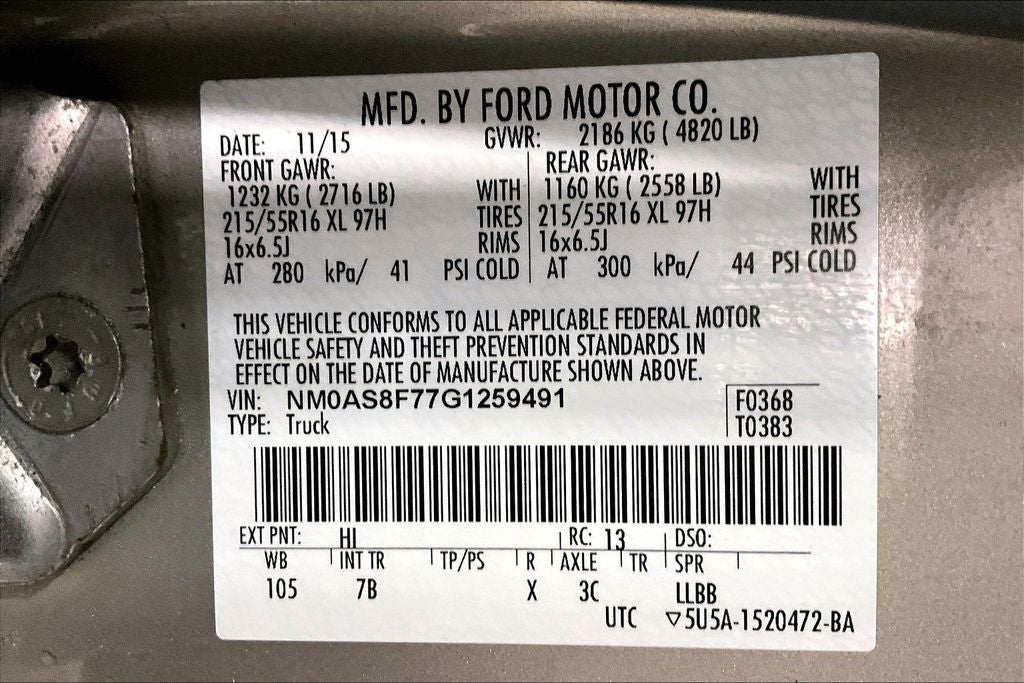 MFD. BY FORD MOTOR CO.
DATE: 11/15 GVWR: 2186 KG ( 4820 LB)
FRONT GAWR: REAR GAWR:
1232 KG ( 2716 LB) WITH 1160 KG ( 2558 LB) WITH
215/55R16 XL 97H TIRES 215/55R16 XL 97H TIRES
16x6.5J RIMS 16x6.5J RIMS
AT 280 kPa/ 41 PSI COLD AT 300 kPa/ 44 PSI COLD
THIS VEHICLE CONFORMS TO ALL APPLICABLE FEDERAL MOTOR
VEHICLE SAFETY AND THEFT PREVENTION STANDARDS IN
EFFECT ON THE DATE OF MANUFACTURE SHOWN ABOVE.
VIN: NM0AS8F77G1259491 F0368
TYPE: Truck T0383
EXT PNT: HI RC: 13 DSO:
WB INT TR TP/PS R AXLE TR SPR
105 7B X 3C LLBB
UTC ▽5U5A-1520472-BA